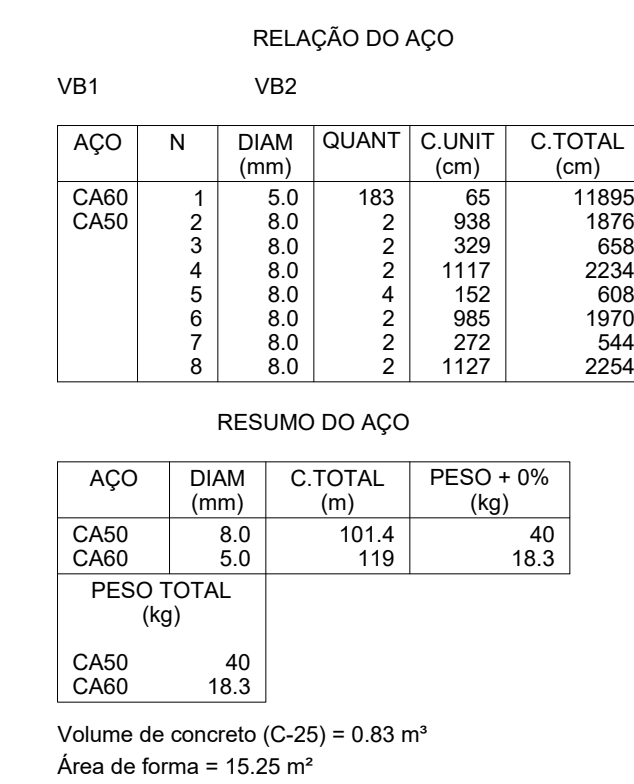 RELAÇÃO DO AÇO
VB1 VB2
AÇO N DIAM QUANT C.UNIT C.TOTAL
(mm) (cm) (cm)
CA60 1 5.0 183 65 11895
CA50 2 8.0 2 938 1876
3 8.0 2 329 658
4 8.0 2 1117 2234
5 8.0 4 152 608
6 8.0 2 985 1970
7 8.0 2 272 544
8 8.0 2 1127 2254
RESUMO DO AÇO
AÇO DIAM C.TOTAL PESO + 0%
(mm) (m) (kg)
CA50 8.0 101.4 40
CA60 5.0 119 18.3
PESO TOTAL
(kg)
CA50 40
CA60 18.3
Volume de concreto (C-25) = 0.83 m³
Área de forma = 15.25 m²